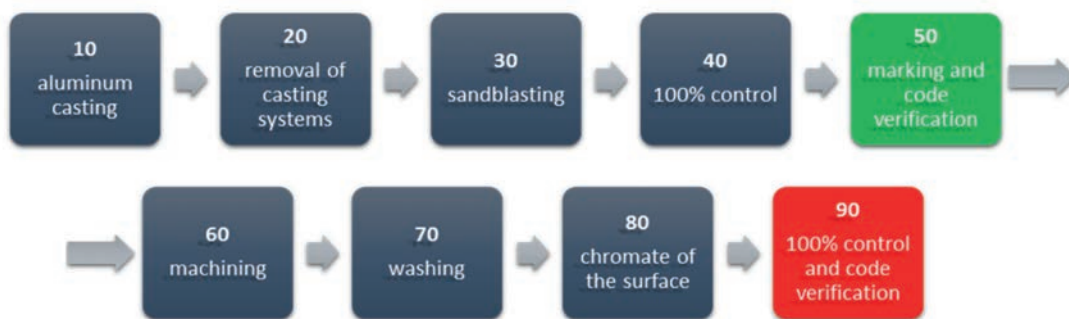 10
aluminum
casting
20
removal of
casting
systems
30
sandblasting
40
100% control
50
marking and
code
verification
60
machining
70
washing
80
chromate of
the surface
90
100% control
and code
verification